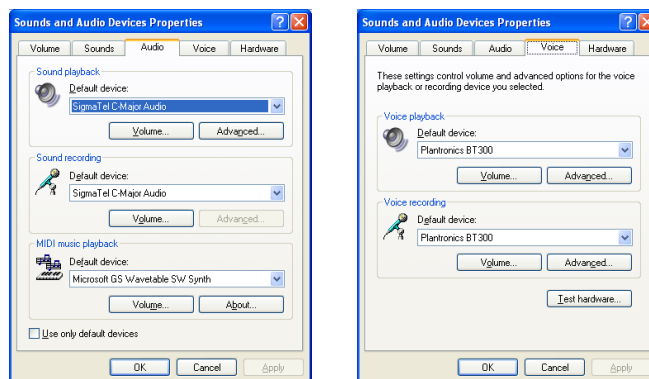 Sounds and Audio Devices Properties
Volume
Sounds
Audio
Voice
Hardware
Sound playback
Default device:
SigmaTel C-Major Audio
Volume...
Advanced...
Sound recording
Default device:
SigmaTel C-Major Audio
Volume...
Advanced...
MIDI music playback
Default device:
Microsoft GS Wavetable SW Synth
Volume...
About...
Use only default devices
OK
Cancel
Apply
Sounds and Audio Devices Properties
Volume
Sounds
Audio
Voice
Hardware
These settings control volume and advanced options for the voice
playback or recording device you selected.
Voice playback
Default device:
Plantronics BT300
Volume...
Advanced...
Voice recording
Default device:
Plantronics BT300
Volume...
Advanced...
Test hardware...
OK
Cancel
Apply